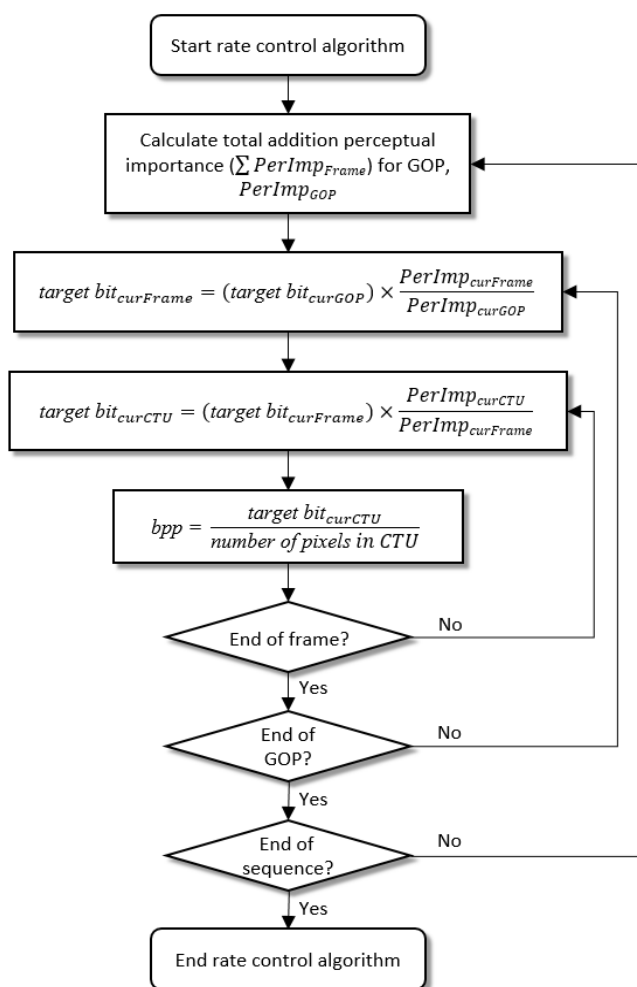 Start rate control algorithm
Calculate total addition perceptual
importance (∑ PerImp_Frame) for GOP,
PerImp_GOP
target bit_curFrame = (target bit_curGOP) × PerImp_curFrame / PerImp_curGOP
target bit_curCTU = (target bit_curFrame) × PerImp_curCTU / PerImp_curFrame
bpp = target bit_curCTU / number of pixels in CTU
End of frame?
No
Yes
End of
GOP?
No
Yes
End of
sequence?
No
Yes
End rate control algorithm